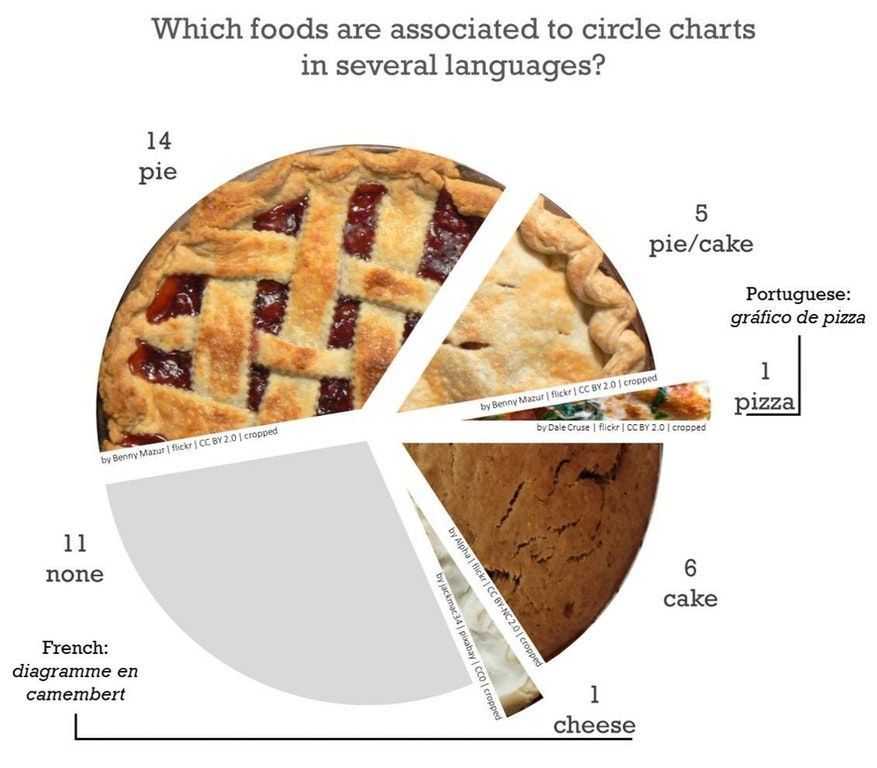 Which foods are associated to circle charts
in several languages?
14
pie
5
pie/cake
Portuguese:
gráfico de pizza
1
pizza
by Benny Mazur | flickr | CC BY 2.0 | cropped
by Dale Cruse | flickr | CC BY 2.0 | cropped
by Benny Mazur | flickr | CC BY 2.0 | cropped
11
none
by Alpha | flickr | CC BY-NC 2.0 | cropped
by jackmac34 | pixabay | CC0 | cropped
6
cake
French:
diagramme en
camembert
1
cheese